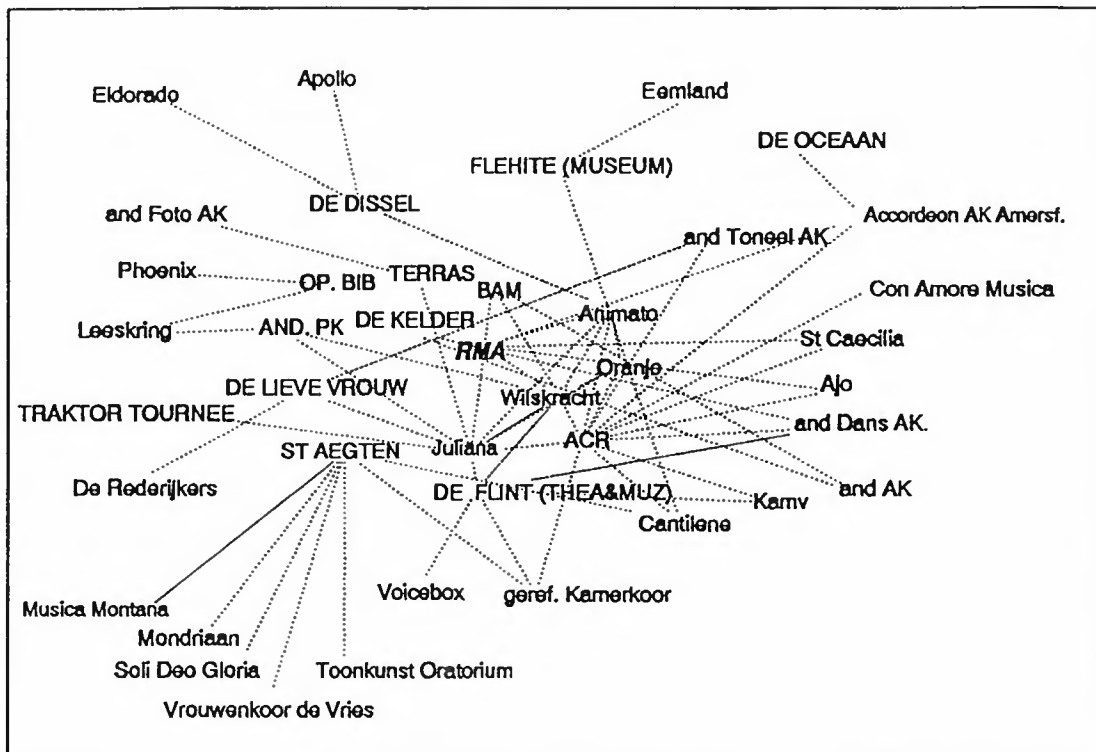 Apollo
Eldorado
Eemland
DE OCEAAN
FLEHITE (MUSEUM)
DE DISSEL
and Foto AK
Accordeon AK Amersf.
and Toneel AK
Phoenix
OP. BIB
TERRAS
BAM
Con Amore Musica
Leeskring
AND. PK
DE KELDER
Animato
RMA
St Caecilia
Oranje
DE LIEVE VROUW
Wilskracht
Ajo
TRAKTOR TOURNEE
and Dans AK.
ST AEGTEN
Juliana
ACR
De Rederijkers
DE FLINT (THEA&MUZ)
and AK
Kamv
Cantilene
Voicebox
geref. Kamerkoor
Musica Montana
Mondriaan
Soli Deo Gloria
Toonkunst Oratorium
Vrouwenkoor de Vries